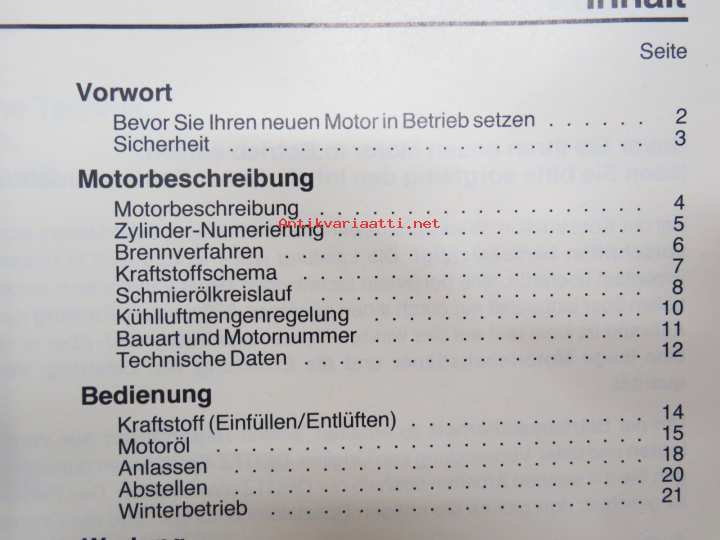 Inhalt
Seite
Vorwort
Bevor Sie Ihren neuen Motor in Betrieb setzen . . . . . . 2
Sicherheit . . . . . . . . . . . . . . . . . . . . . . 3
Motorbeschreibung
Motorbeschreibung . . . . . . . . . . . . . . . . . . 4
Zylinder-Numerierung . . . . . . . . . . . . . . . . . 5
Antikvariaatti.net
Brennverfahren . . . . . . . . . . . . . . . . . . . . 6
Kraftstoffschema . . . . . . . . . . . . . . . . . . . 7
Schmierölkreislauf . . . . . . . . . . . . . . . . . . 8
Kühlluftmengenregelung . . . . . . . . . . . . . . . 10
Bauart und Motornummer . . . . . . . . . . . . . . . 11
Technische Daten . . . . . . . . . . . . . . . . . . 12
Bedienung
Kraftstoff (Einfüllen/Entlüften) . . . . . . . . . . . . . 14
Motoröl . . . . . . . . . . . . . . . . . . . . . . . 15
Anlassen . . . . . . . . . . . . . . . . . . . . . . 18
Abstellen . . . . . . . . . . . . . . . . . . . . . . 20
Winterbetrieb . . . . . . . . . . . . . . . . . . . . 21
Wartung